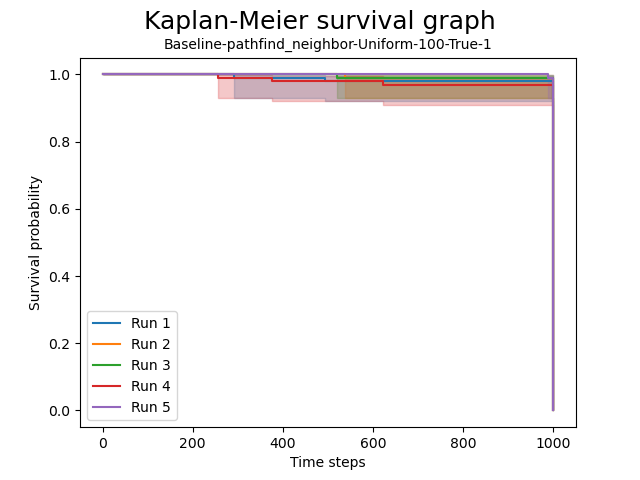 Kaplan-Meier survival graph
Baseline-pathfind_neighbor-Uniform-100-True-1
Survival probability
1.0
0.8
0.6
0.4
0.2
0.0
Run 1
Run 2
Run 3
Run 4
Run 5
0 200 400 600 800 1000
Time steps